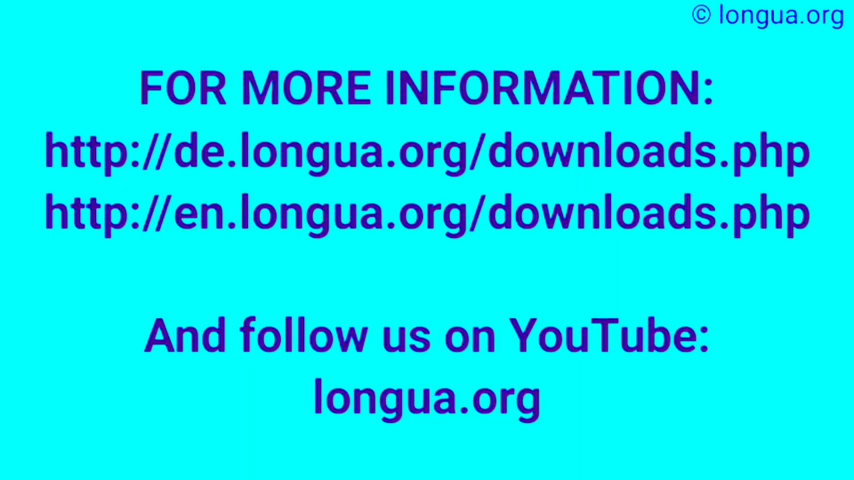 © longua.org
FOR MORE INFORMATION:
http://de.longua.org/downloads.php
http://en.longua.org/downloads.php
And follow us on YouTube:
longua.org